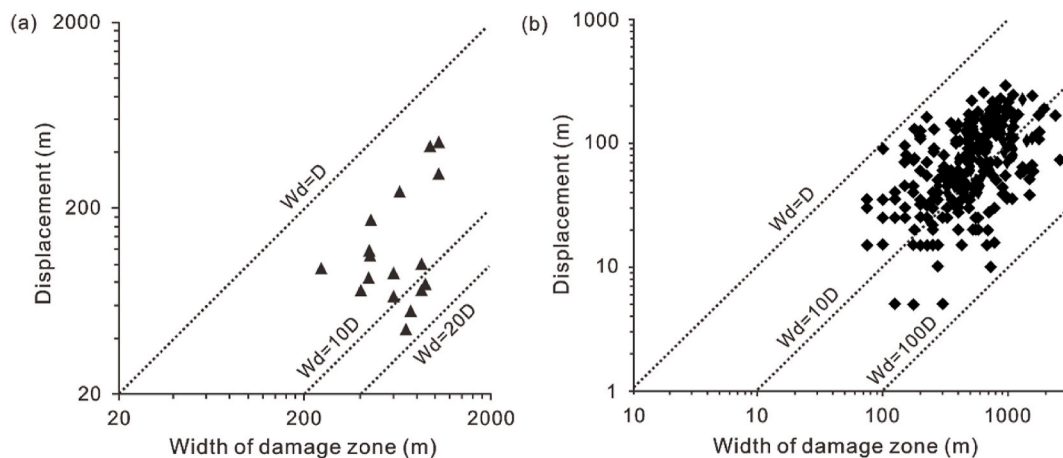 (a)
2000
200
20
Displacement (m)
Wd=D
Wd=10D
Wd=20D
20
200
2000
Width of damage zone (m)
(b)
1000
100
10
1
Displacement (m)
Wd=D
Wd=10D
Wd=100D
10
10
100
1000
Width of damage zone (m)